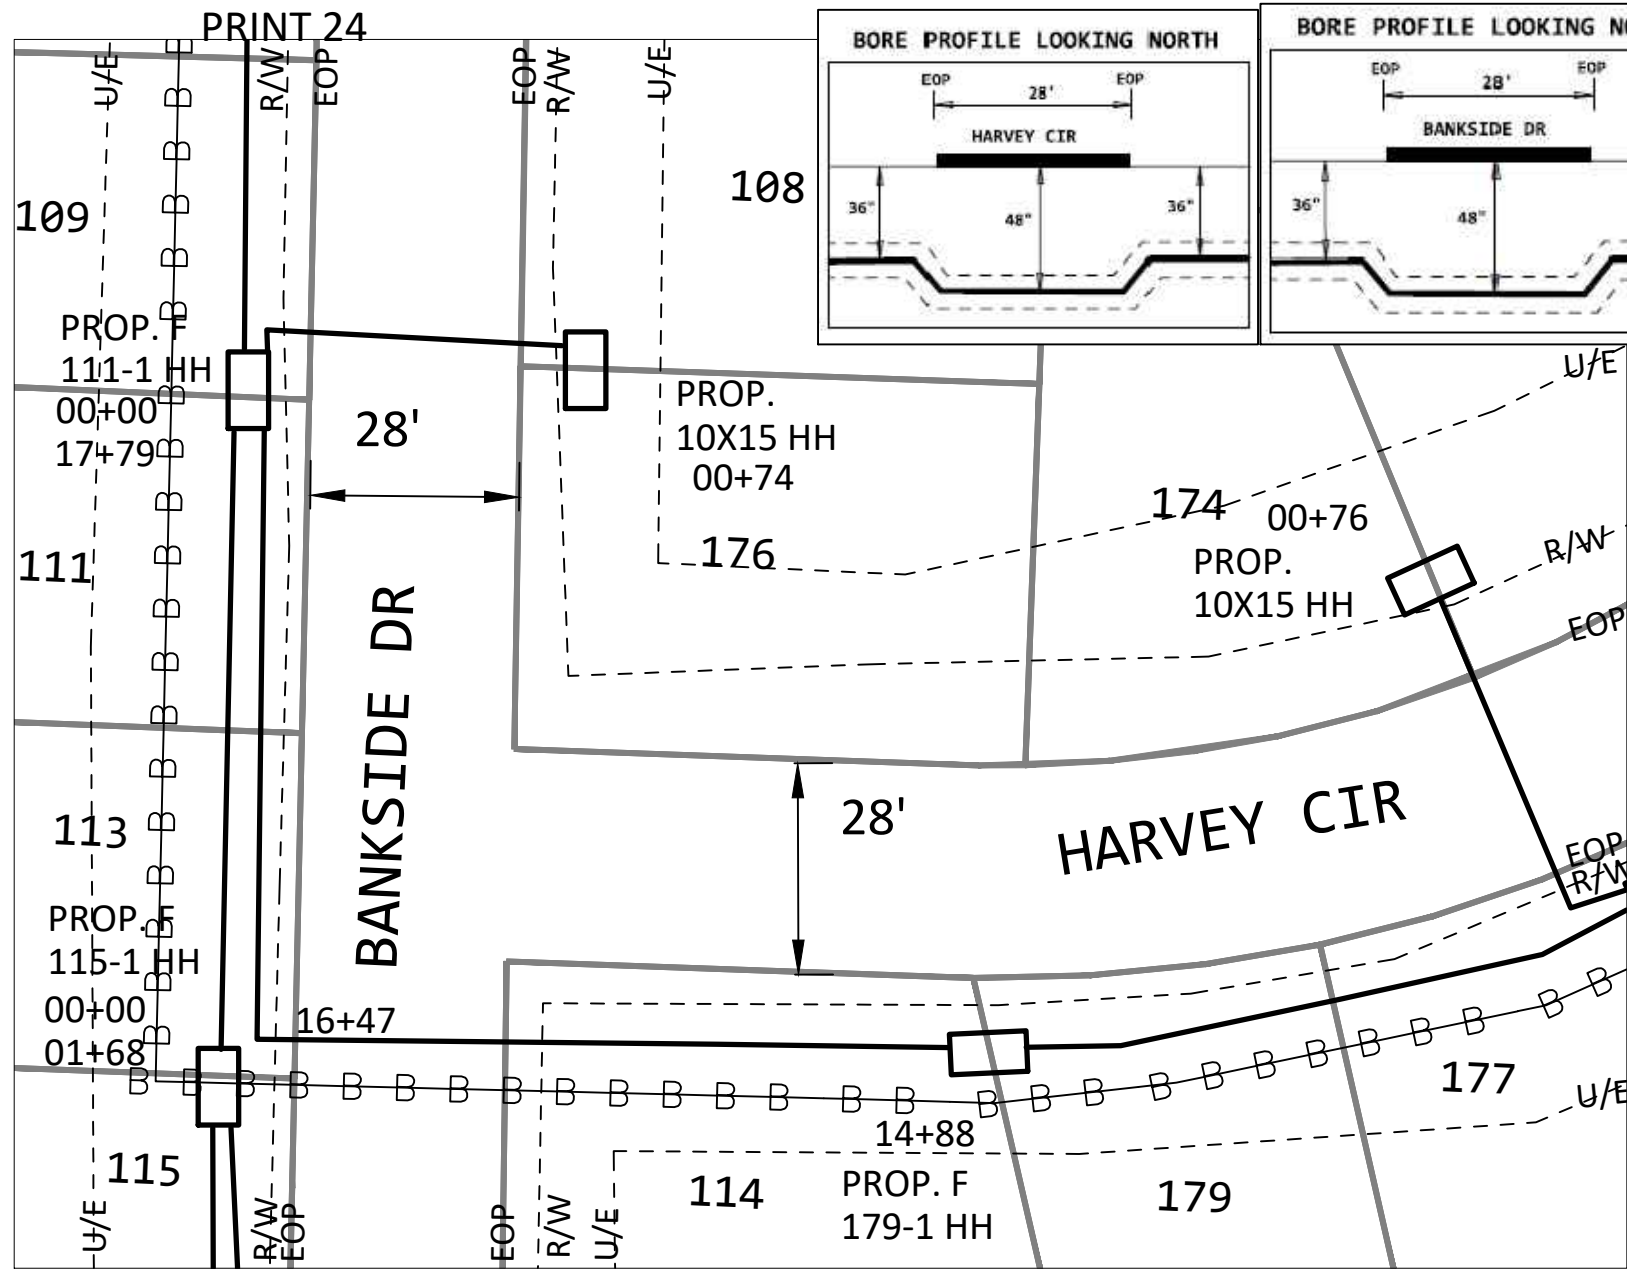 PRINT 24
U/E
R/W
EOP
EOP
R/W
U/E
BORE PROFILE LOOKING NORTH
EOP
EOP
28'
HARVEY CIR
36"
48"
36"
BORE PROFILE LOOKING NO
EOP
EOP
28'
BANKSIDE DR
36"
48"
108
109
PROP. F
111-1 HH
00+00
17+79
28'
PROP.
10X15 HH
00+74
U/E
174
00+76
PROP.
10X15 HH
R/W
EOP
111
176
BANKSIDE DR
113
28'
HARVEY CIR
EOP
R/W
PROP. F
115-1 HH
00+00
01+68
16+47
B B B B B B B B B B B B B B B B B B B
B B B B B B B B B B B B B B B B B B B B B B B B B B
177
U/E
14+88
PROP. F
179-1 HH
115
114
179
U/E
R/W
EOP
EOP
R/W
U/E